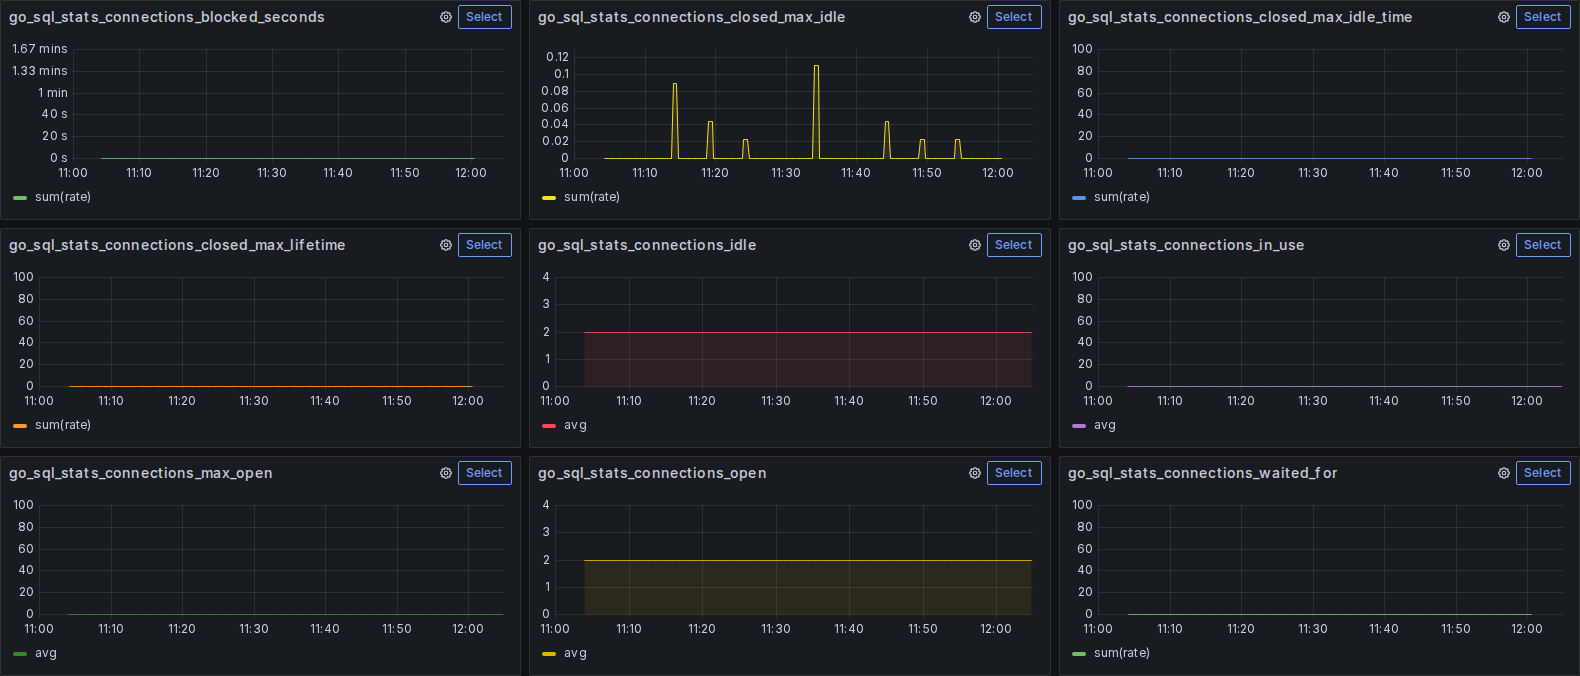 go_sql_stats_connections_blocked_seconds Select
1.67 mins
1.33 mins
1 min
40 s
20 s
0 s
11:00 11:10 11:20 11:30 11:40 11:50 12:00
sum(rate)
go_sql_stats_connections_closed_max_idle Select
0.12
0.1
0.08
0.06
0.04
0.02
0
11:00 11:10 11:20 11:30 11:40 11:50 12:00
sum(rate)
go_sql_stats_connections_closed_max_idle_time Select
100
80
60
40
20
0
11:00 11:10 11:20 11:30 11:40 11:50 12:00
sum(rate)
go_sql_stats_connections_closed_max_lifetime Select
100
80
60
40
20
0
11:00 11:10 11:20 11:30 11:40 11:50 12:00
sum(rate)
go_sql_stats_connections_idle Select
4
3
2
1
0
11:00 11:10 11:20 11:30 11:40 11:50 12:00
avg
go_sql_stats_connections_in_use Select
100
80
60
40
20
0
11:00 11:10 11:20 11:30 11:40 11:50 12:00
avg
go_sql_stats_connections_max_open Select
100
80
60
40
20
0
11:00 11:10 11:20 11:30 11:40 11:50 12:00
avg
go_sql_stats_connections_open Select
4
3
2
1
0
11:00 11:10 11:20 11:30 11:40 11:50 12:00
avg
go_sql_stats_connections_waited_for Select
100
80
60
40
20
0
11:00 11:10 11:20 11:30 11:40 11:50 12:00
sum(rate)